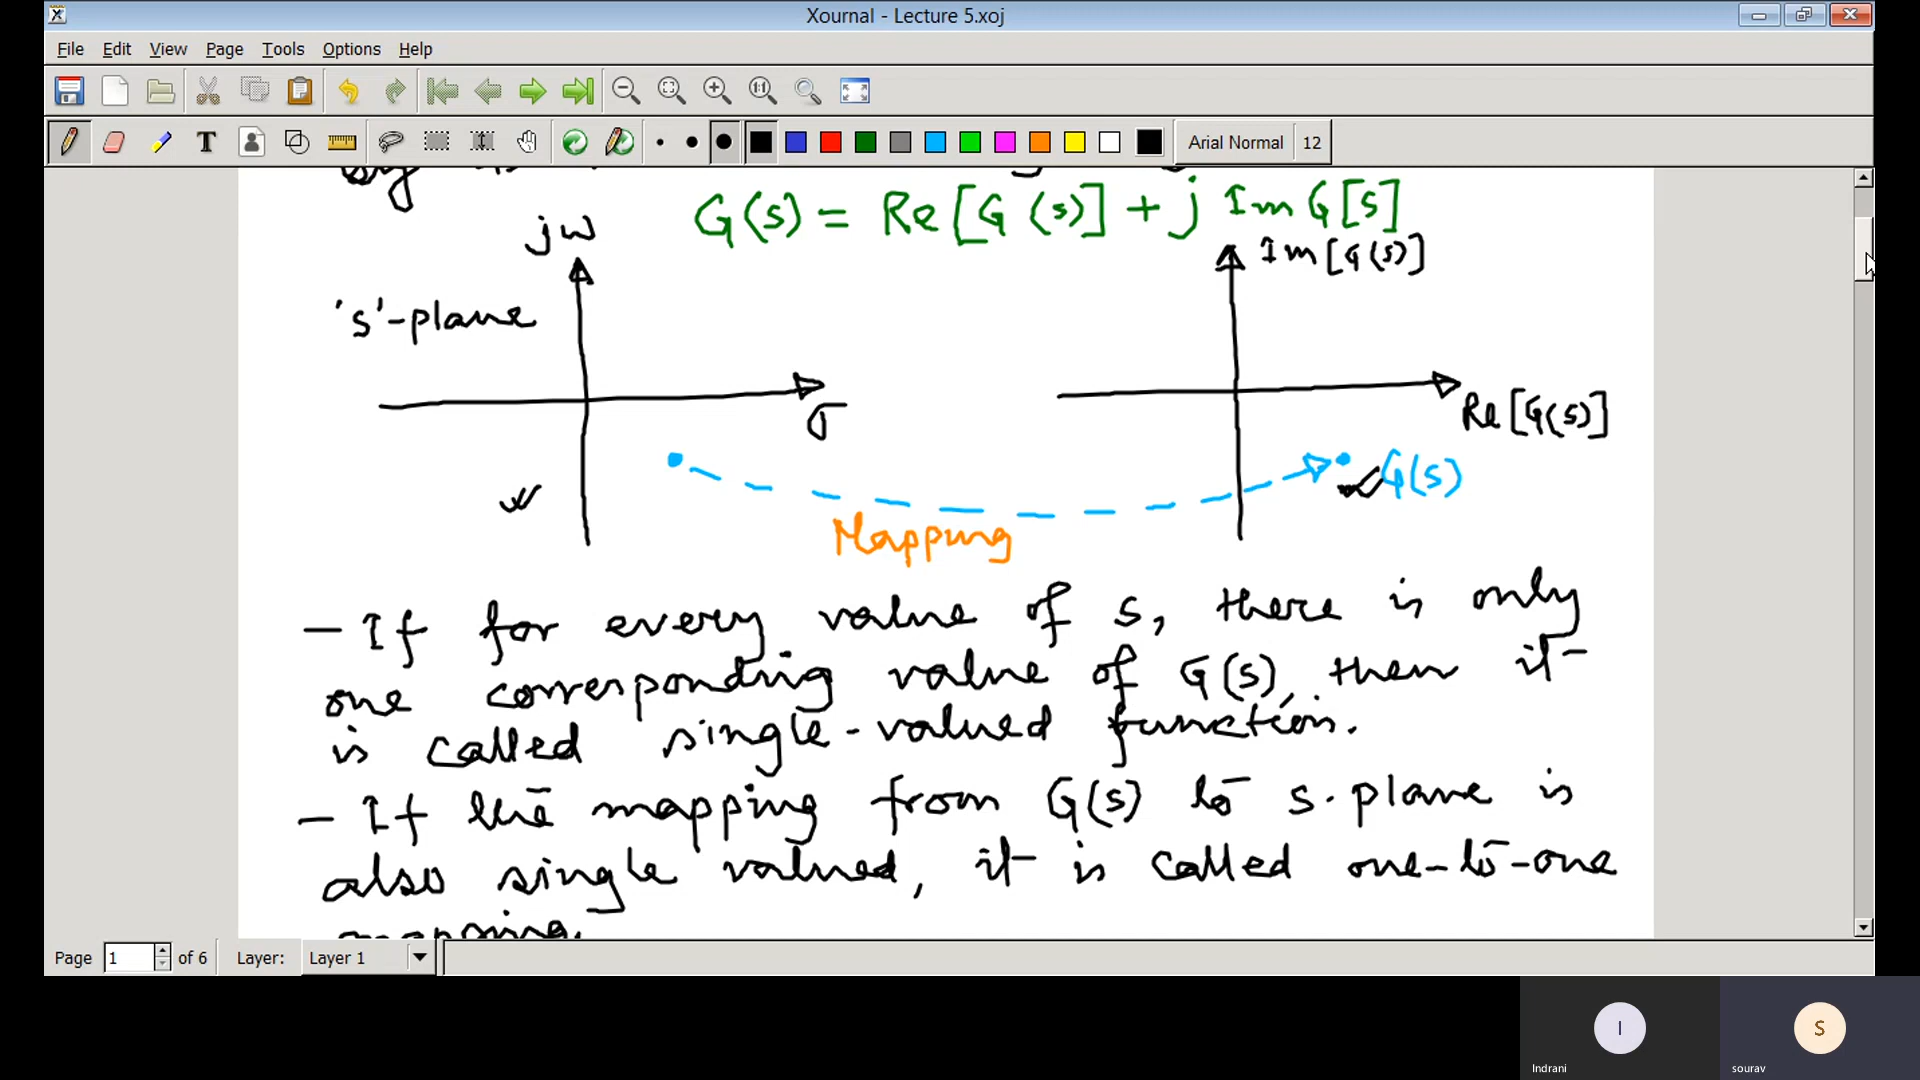 Xournal - Lecture 5.xoj
File Edit View Page Tools Options Help
Arial Normal 12
G(s) = Re[G(s)] + j Im G[s]
jω
Im[G(s)]
's'-plane
σ
Re[G(s)]
G(s)
Mapping
- If for every value of s, there is only
one corresponding value of G(s), then it
is called single-valued function.
- If the mapping from G(s) to s-plane is
also single valued, it is called one-to-one
mapping.
Page 1 of 6 Layer: Layer 1
I
S
Indrani
sourav